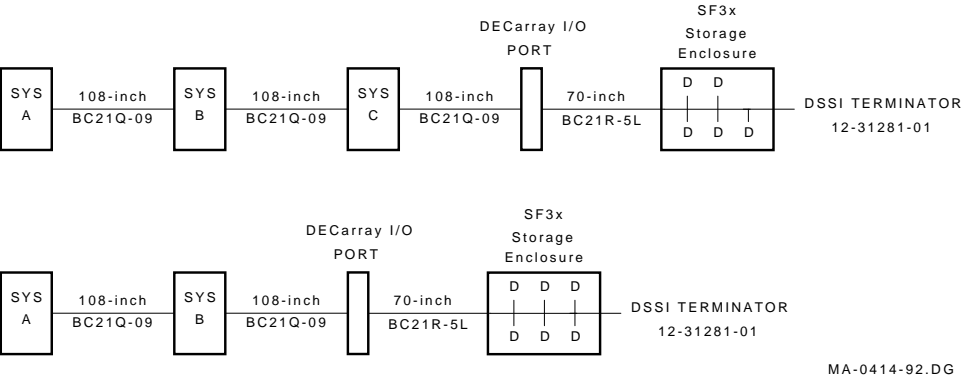 DECarray I/O
PORT
SF3x
Storage
Enclosure
SYS
A
108-inch
BC21Q-09
SYS
B
108-inch
BC21Q-09
SYS
C
108-inch
BC21Q-09
70-inch
BC21R-5L
D D
D D D
DSSI TERMINATOR
12-31281-01
DECarray I/O
PORT
SF3x
Storage
Enclosure
SYS
A
108-inch
BC21Q-09
SYS
B
108-inch
BC21Q-09
70-inch
BC21R-5L
D D D
D D D
DSSI TERMINATOR
12-31281-01
MA-0414-92.DG